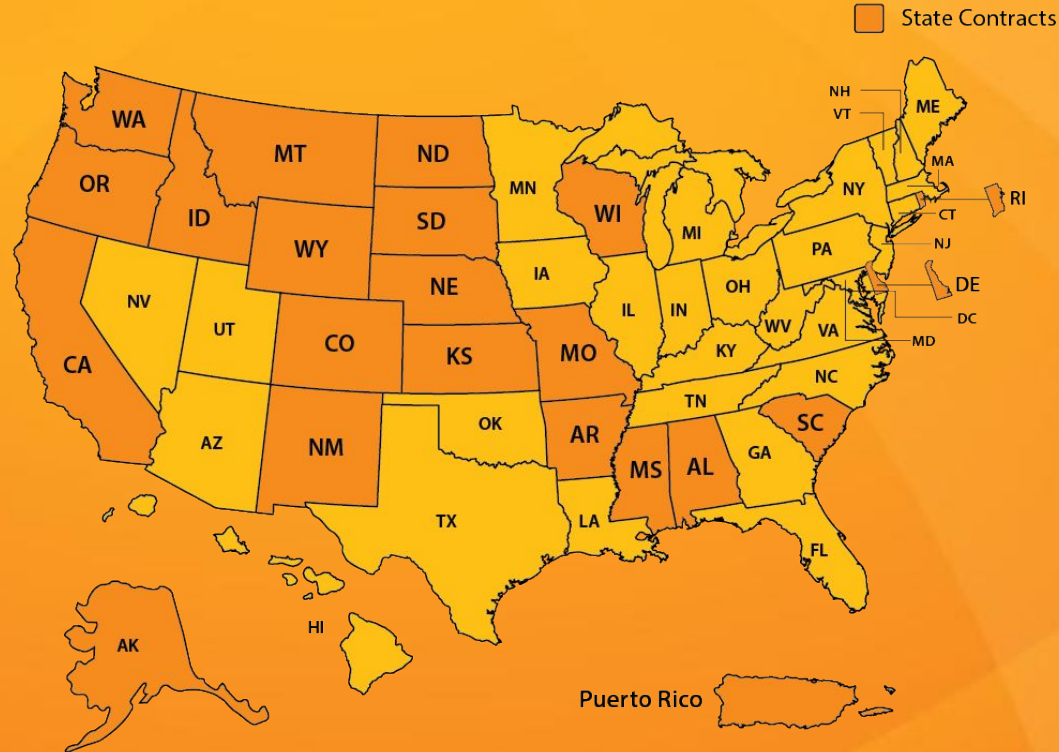 State Contracts
WA
MT
ND
MN
ME
NH
VT
MA
OR
ID
SD
WI
NY
RI
CT
WY
MI
NJ
PA
IA
NE
NV
OH
DE
IL
IN
UT
DC
CO
WV
VA
MD
KS
MO
KY
CA
NC
TN
OK
SC
AR
AZ
NM
GA
MS
AL
TX
LA
FL
HI
AK
Puerto Rico